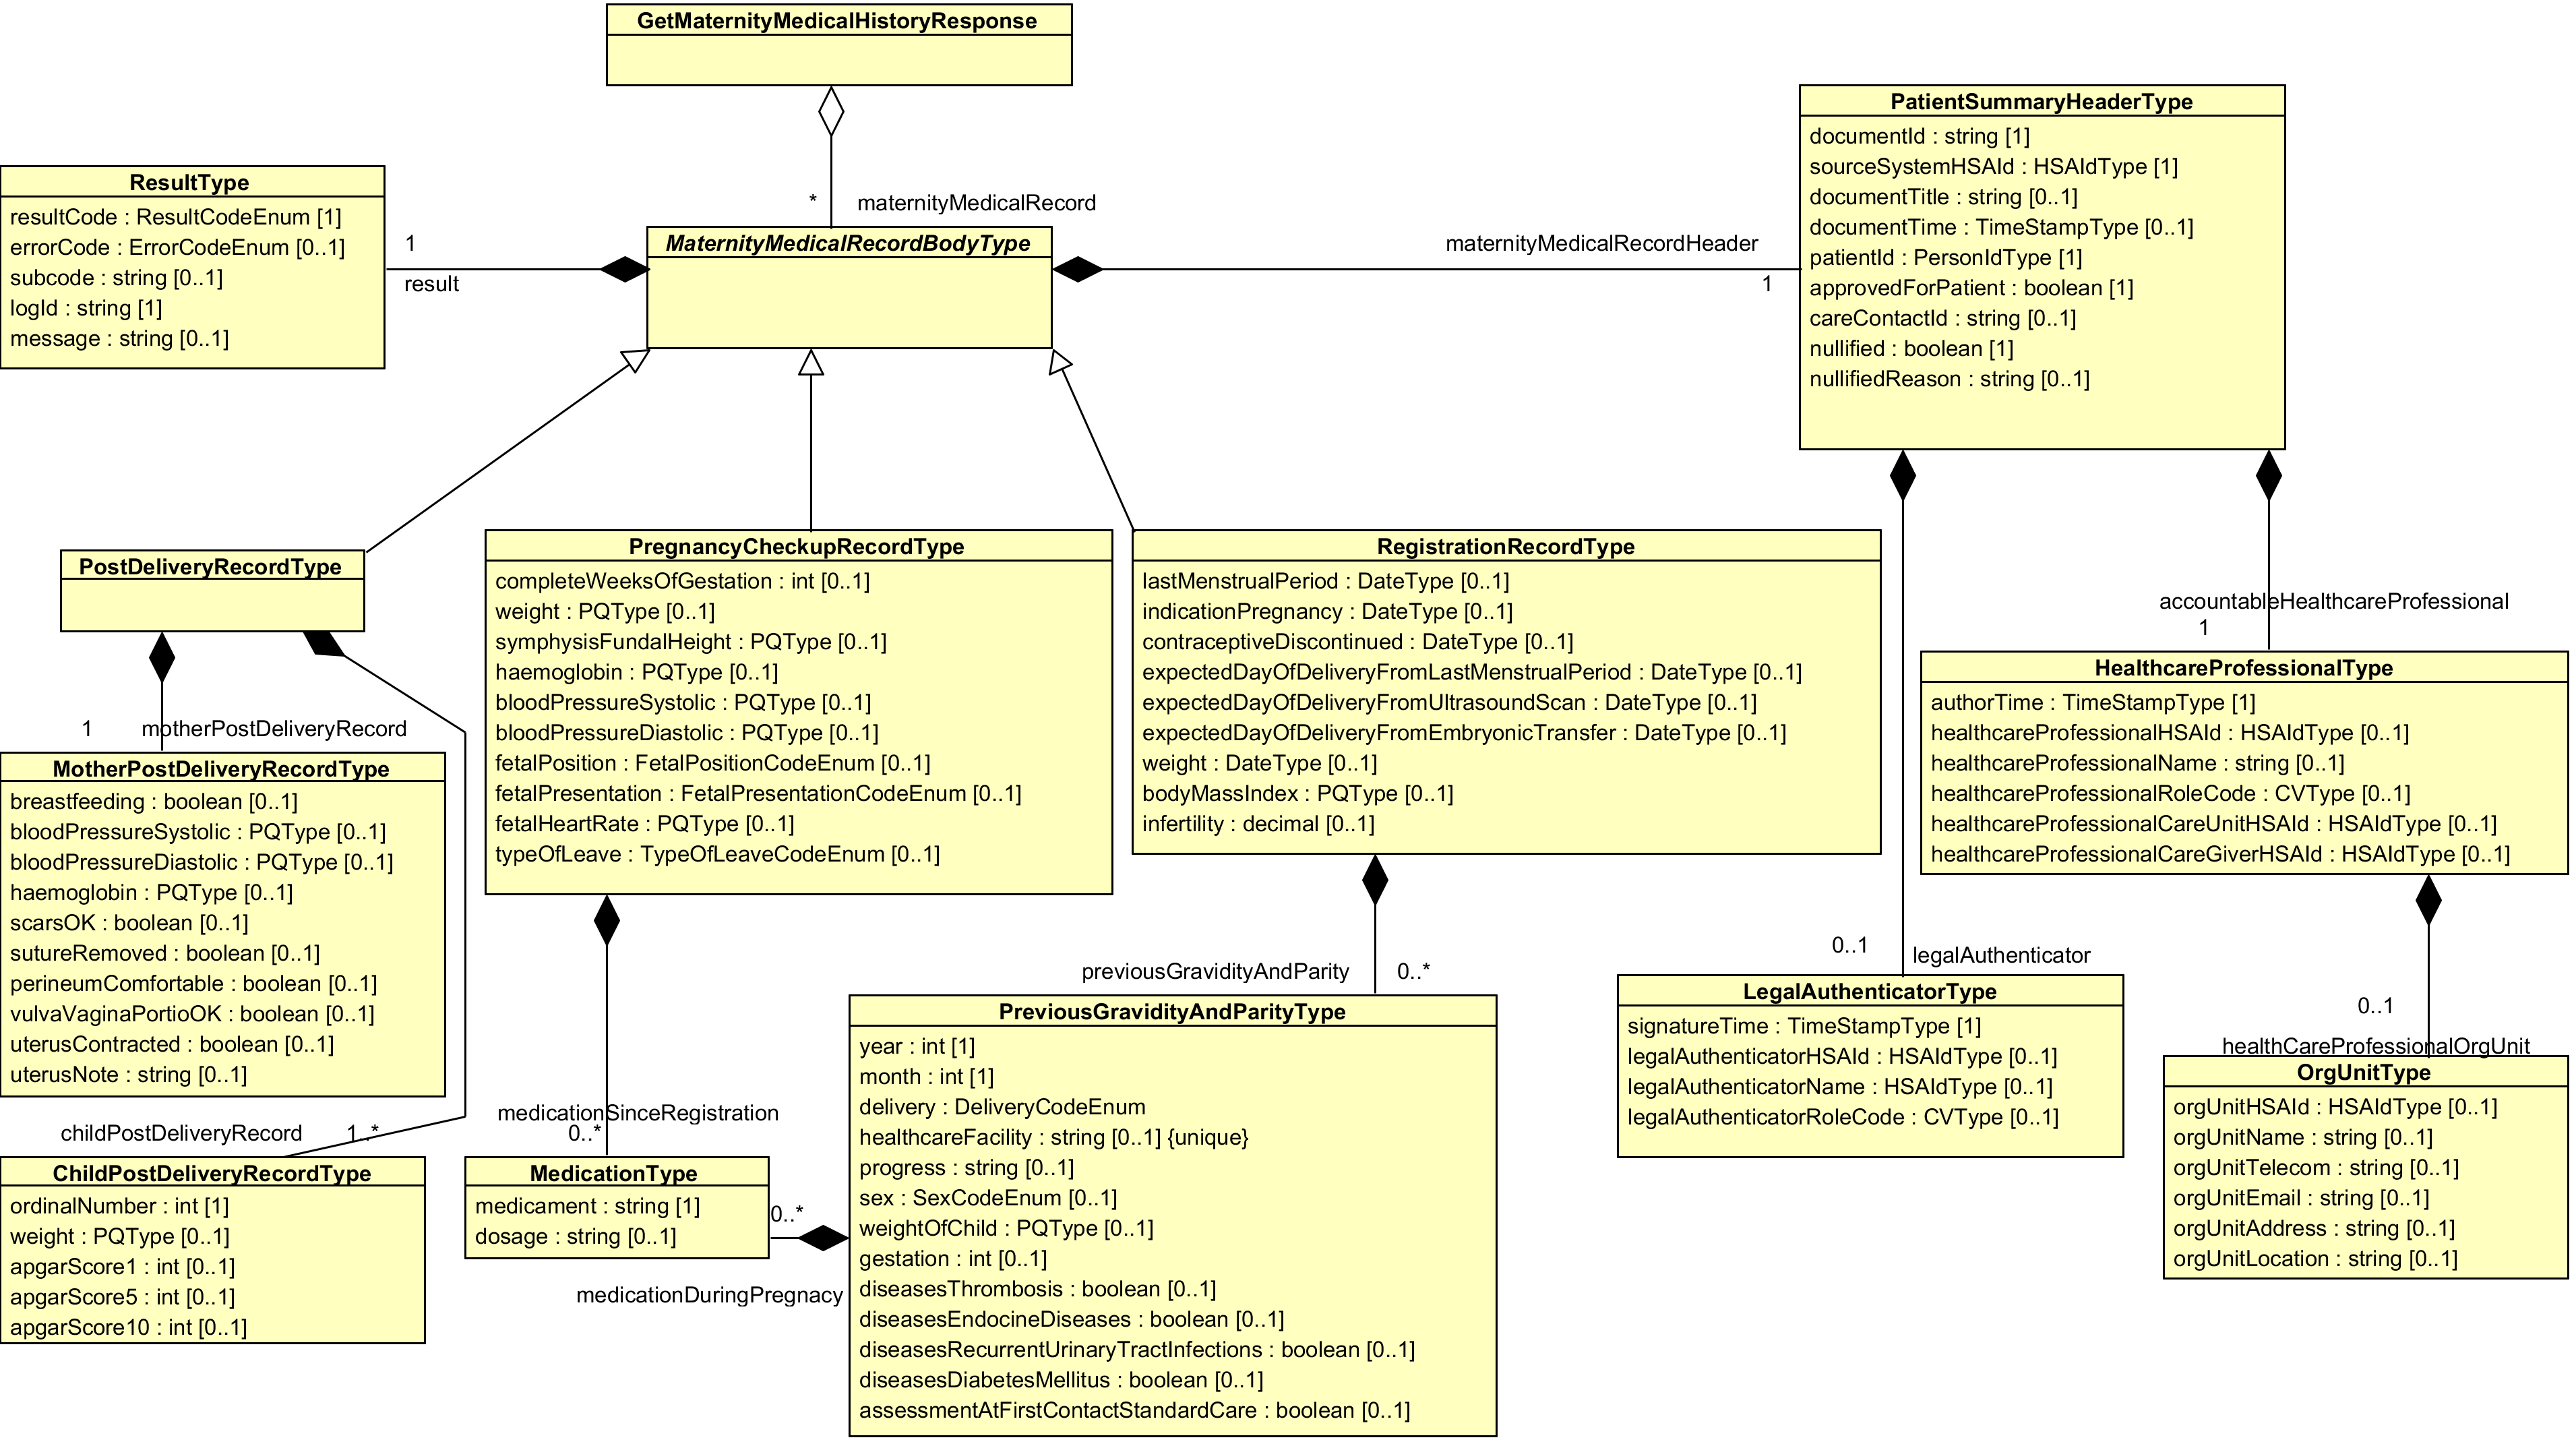 GetMaternityMedicalHistoryResponse
* maternityMedicalRecord
ResultType
resultCode : ResultCodeEnum [1]
errorCode : ErrorCodeEnum [0..1]
subcode : string [0..1]
logId : string [1]
message : string [0..1]
1
result
MaternityMedicalRecordBodyType
maternityMedicalRecordHeader
1
PatientSummaryHeaderType
documentId : string [1]
sourceSystemHSAId : HSAIdType [1]
documentTitle : string [0..1]
documentTime : TimeStampType [0..1]
patientId : PersonIdType [1]
approvedForPatient : boolean [1]
careContactId : string [0..1]
nullified : boolean [1]
nullifiedReason : string [0..1]
PostDeliveryRecordType
1 motherPostDeliveryRecord
MotherPostDeliveryRecordType
breastfeeding : boolean [0..1]
bloodPressureSystolic : PQType [0..1]
bloodPressureDiastolic : PQType [0..1]
haemoglobin : PQType [0..1]
scarsOK : boolean [0..1]
sutureRemoved : boolean [0..1]
perineumComfortable : boolean [0..1]
vulvaVaginaPortioOK : boolean [0..1]
uterusContracted : boolean [0..1]
uterusNote : string [0..1]
childPostDeliveryRecord 1..*
ChildPostDeliveryRecordType
ordinalNumber : int [1]
weight : PQType [0..1]
apgarScore1 : int [0..1]
apgarScore5 : int [0..1]
apgarScore10 : int [0..1]
PregnancyCheckupRecordType
completeWeeksOfGestation : int [0..1]
weight : PQType [0..1]
symphysisFundalHeight : PQType [0..1]
haemoglobin : PQType [0..1]
bloodPressureSystolic : PQType [0..1]
bloodPressureDiastolic : PQType [0..1]
fetalPosition : FetalPositionCodeEnum [0..1]
fetalPresentation : FetalPresentationCodeEnum [0..1]
fetalHeartRate : PQType [0..1]
typeOfLeave : TypeOfLeaveCodeEnum [0..1]
medicationSinceRegistration
0..*
MedicationType
medicament : string [1]
dosage : string [0..1]
0..*
medicationDuringPregnacy
RegistrationRecordType
lastMenstrualPeriod : DateType [0..1]
indicationPregnancy : DateType [0..1]
contraceptiveDiscontinued : DateType [0..1]
expectedDayOfDeliveryFromLastMenstrualPeriod : DateType [0..1]
expectedDayOfDeliveryFromUltrasoundScan : DateType [0..1]
expectedDayOfDeliveryFromEmbryonicTransfer : DateType [0..1]
weight : DateType [0..1]
bodyMassIndex : PQType [0..1]
infertility : decimal [0..1]
previousGravidityAndParity 0..*
PreviousGravidityAndParityType
year : int [1]
month : int [1]
delivery : DeliveryCodeEnum
healthcareFacility : string [0..1] {unique}
progress : string [0..1]
sex : SexCodeEnum [0..1]
weightOfChild : PQType [0..1]
gestation : int [0..1]
diseasesThrombosis : boolean [0..1]
diseasesEndocineDiseases : boolean [0..1]
diseasesRecurrentUrinaryTractInfections : boolean [0..1]
diseasesDiabetesMellitus : boolean [0..1]
assessmentAtFirstContactStandardCare : boolean [0..1]
accountableHealthcareProfessional
1
HealthcareProfessionalType
authorTime : TimeStampType [1]
healthcareProfessionalHSAId : HSAIdType [0..1]
healthcareProfessionalName : string [0..1]
healthcareProfessionalRoleCode : CVType [0..1]
healthcareProfessionalCareUnitHSAId : HSAIdType [0..1]
healthcareProfessionalCareGiverHSAId : HSAIdType [0..1]
0..1
legalAuthenticator
LegalAuthenticatorType
signatureTime : TimeStampType [1]
legalAuthenticatorHSAId : HSAIdType [0..1]
legalAuthenticatorName : HSAIdType [0..1]
legalAuthenticatorRoleCode : CVType [0..1]
0..1
healthCareProfessionalOrgUnit
OrgUnitType
orgUnitHSAId : HSAIdType [0..1]
orgUnitName : string [0..1]
orgUnitTelecom : string [0..1]
orgUnitEmail : string [0..1]
orgUnitAddress : string [0..1]
orgUnitLocation : string [0..1]